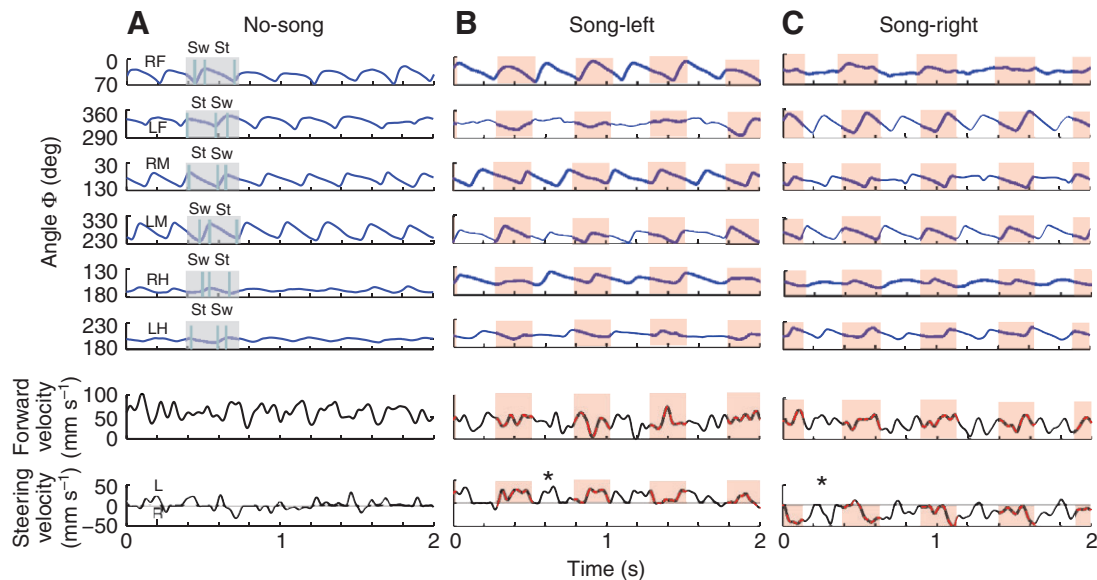 A No-song
B Song-left
C Song-right
Angle Φ (deg)
0
70
RF
Sw St
360
290
LF
St Sw
30
130
RM
St Sw
330
230
LM
Sw St
130
180
RH
Sw St
230
180
LH
St Sw
Forward
velocity
(mm s⁻¹)
100
50
0
Steering
velocity
(mm s⁻¹)
50
0
−50
L
R
*
*
0 1 2
0 1 2
0 1 2
Time (s)